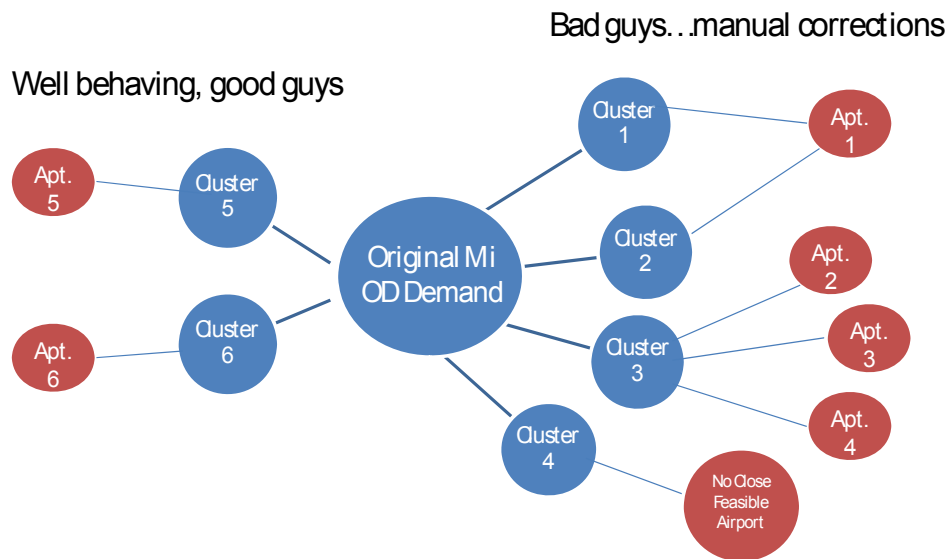 Bad guys…manual corrections
Well behaving, good guys
Cluster
1
Apt.
1
Apt.
5
Cluster
5
Original Mi
OD Demand
Cluster
2
Apt.
2
Apt.
6
Cluster
6
Cluster
3
Apt.
3
Apt.
4
Cluster
4
No Close
Feasible
Airport